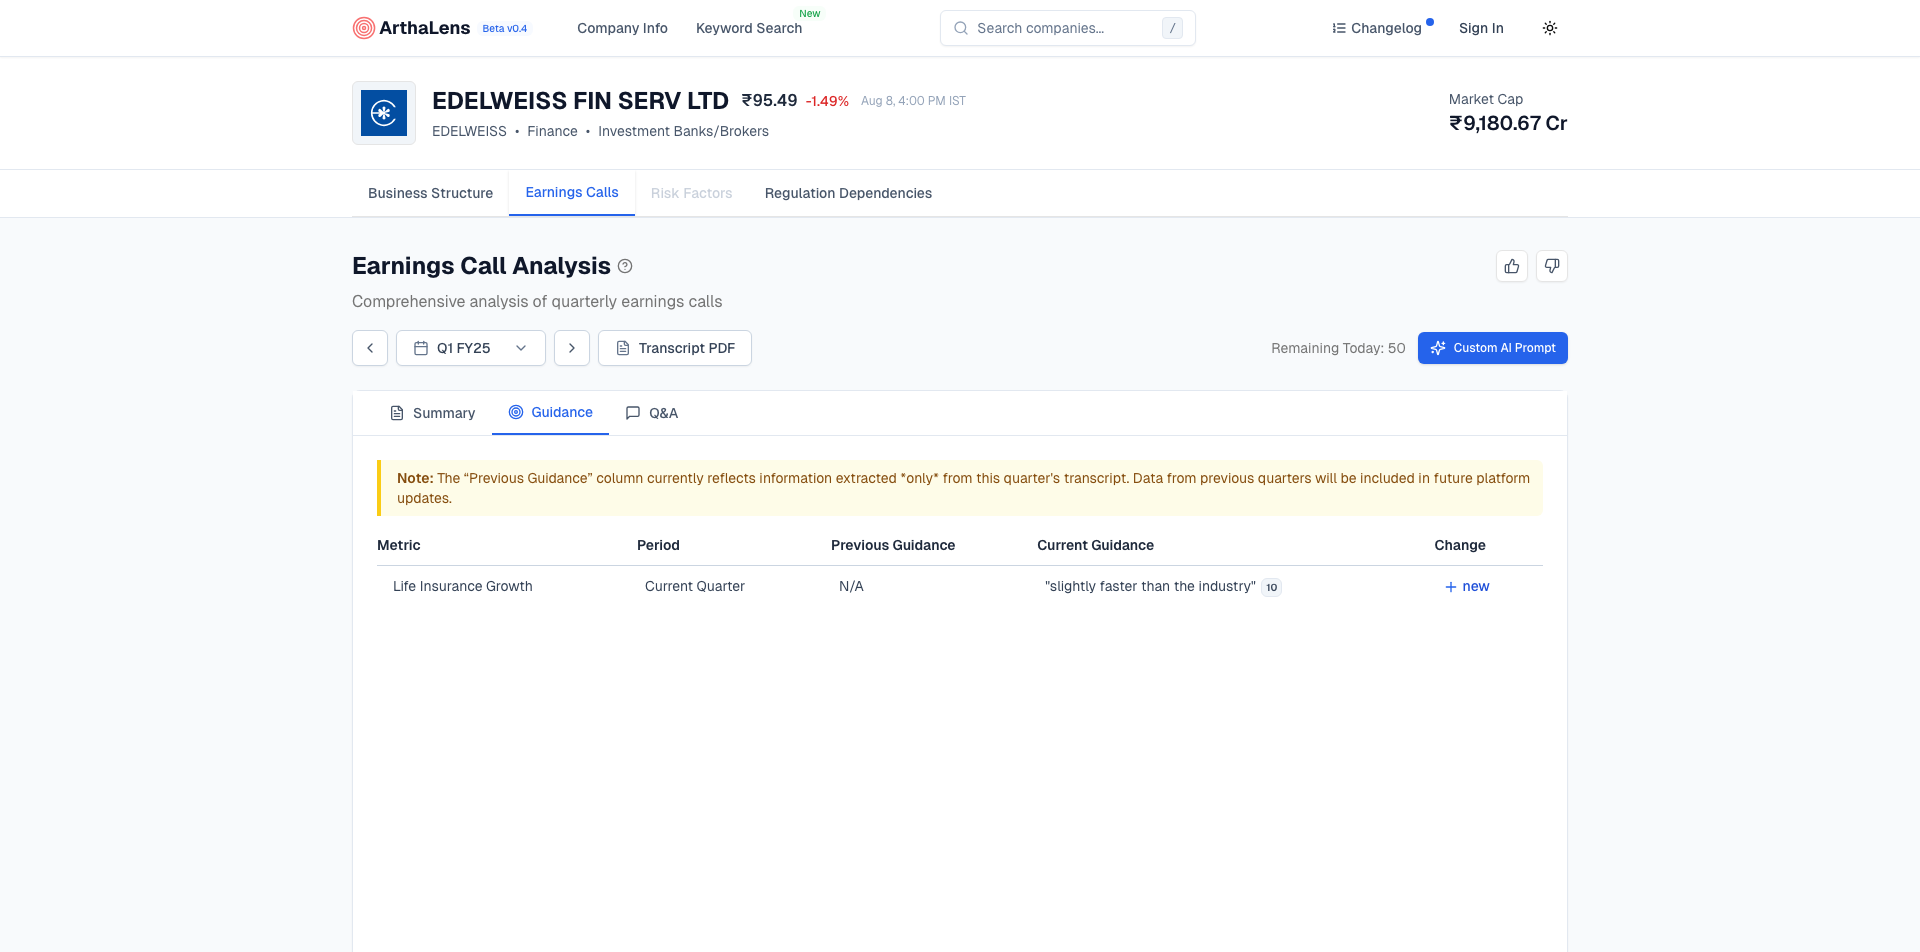 ArthaLens Beta v0.4 Company Info Keyword Search New Search companies... / Changelog Sign In
EDELWEISS FIN SERV LTD ₹95.49 -1.49% Aug 8, 4:00 PM IST
EDELWEISS • Finance • Investment Banks/Brokers
Market Cap
₹9,180.67 Cr
Business Structure Earnings Calls Risk Factors Regulation Dependencies
Earnings Call Analysis
Comprehensive analysis of quarterly earnings calls
Q1 FY25 Transcript PDF Remaining Today: 50 Custom AI Prompt
Summary Guidance Q&A
Note: The “Previous Guidance” column currently reflects information extracted *only* from this quarter's transcript. Data from previous quarters will be included in future platform
updates.
Metric Period Previous Guidance Current Guidance Change
Life Insurance Growth Current Quarter N/A "slightly faster than the industry" 10 + new